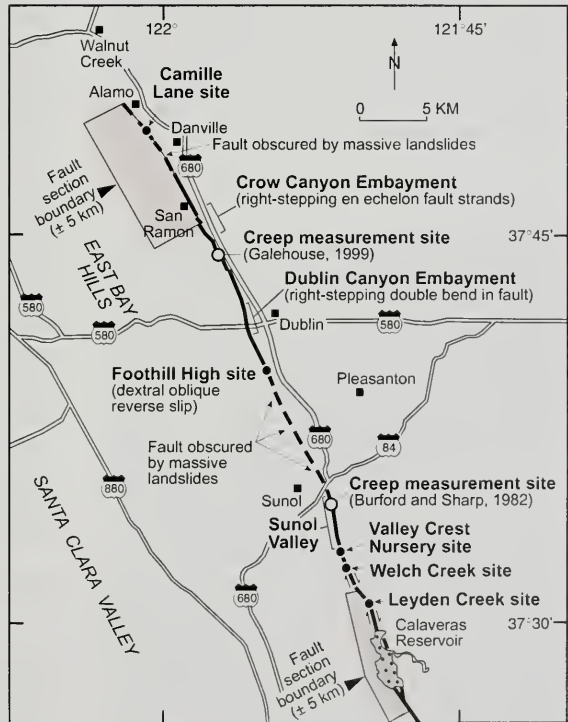 122°
121°45'
Walnut
Creek
Camille
Lane site
N
Alamo
0 5 KM
Danville
Fault obscured by massive landslides
680
Fault
section
boundary
(± 5 km)
Crow Canyon Embayment
(right-stepping en echelon fault strands)
San
Ramon
37°45
Creep measurement site
(Galehouse, 1999)
EAST BAY
HILLS
Dublin Canyon Embayment
(right-stepping double bend in fault)
580
Dublin
580
580
Foothill High site
(dextral oblique
reverse slip)
Pleasanton
680
84
Fault obscured
by massive
landslides
880
Sunol
Creep measurement site
(Burford and Sharp, 1982)
SANTA CLARA
VALLEY
Sunol
Valley
Valley Crest
Nursery site
Welch Creek site
680
Leyden Creek site
Calaveras
Reservoir
37°30
Fault
section
boundary
(± 5 km)